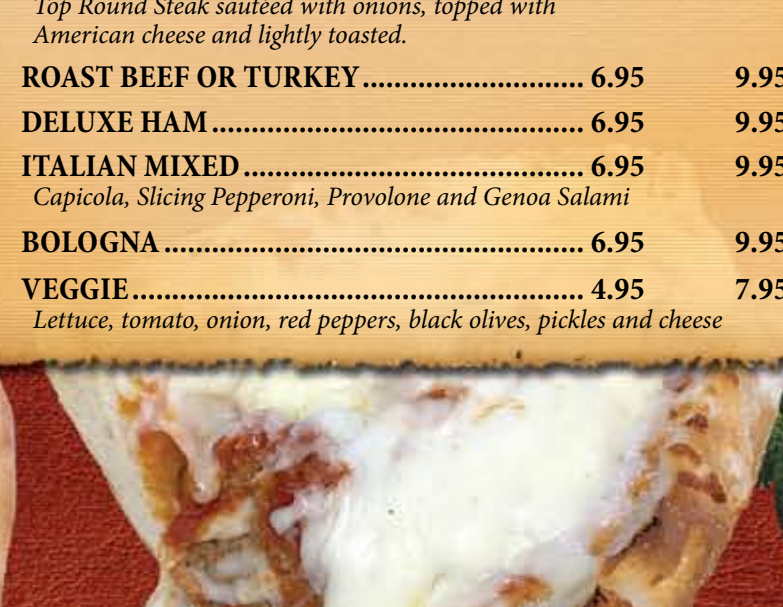 Top Round Steak sautéed with onions, topped with
American cheese and lightly toasted.
ROAST BEEF OR TURKEY.................................................. 6.95 9.95
DELUXE HAM.................................................. 6.95 9.95
ITALIAN MIXED.................................................. 6.95 9.95
Capicola, Slicing Pepperoni, Provolone and Genoa Salami
BOLOGNA.................................................. 6.95 9.95
VEGGIE.................................................. 4.95 7.95
Lettuce, tomato, onion, red peppers, black olives, pickles and cheese